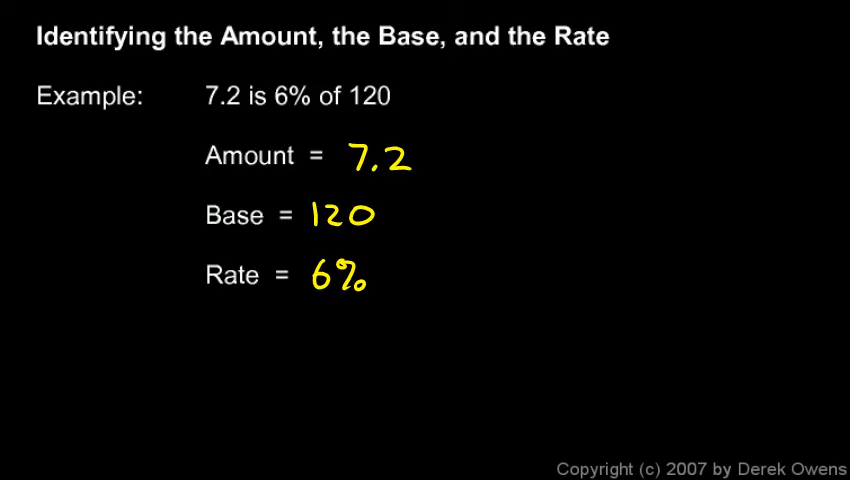 Identifying the Amount, the Base, and the Rate
Example: 7.2 is 6% of 120
Amount = 7.2
Base = 120
Rate = 6%
Copyright (c) 2007 by Derek Owens